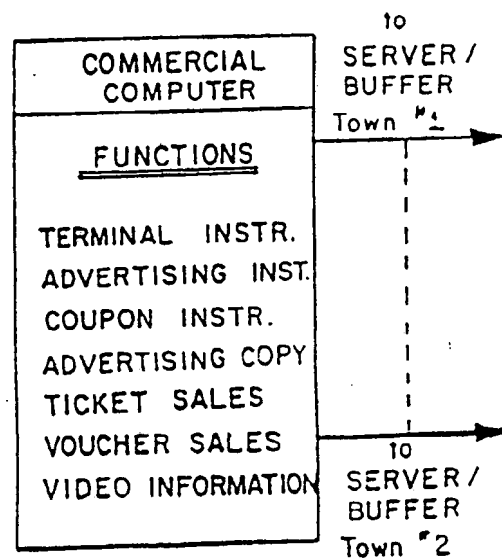 COMMERCIAL
COMPUTER
FUNCTIONS
TERMINAL INSTR.
ADVERTISING INST.
COUPON INSTR.
ADVERTISING COPY
TICKET SALES
VOUCHER SALES
VIDEO INFORMATION
to
SERVER/
BUFFER
Town #1
to
SERVER/
BUFFER
Town #2